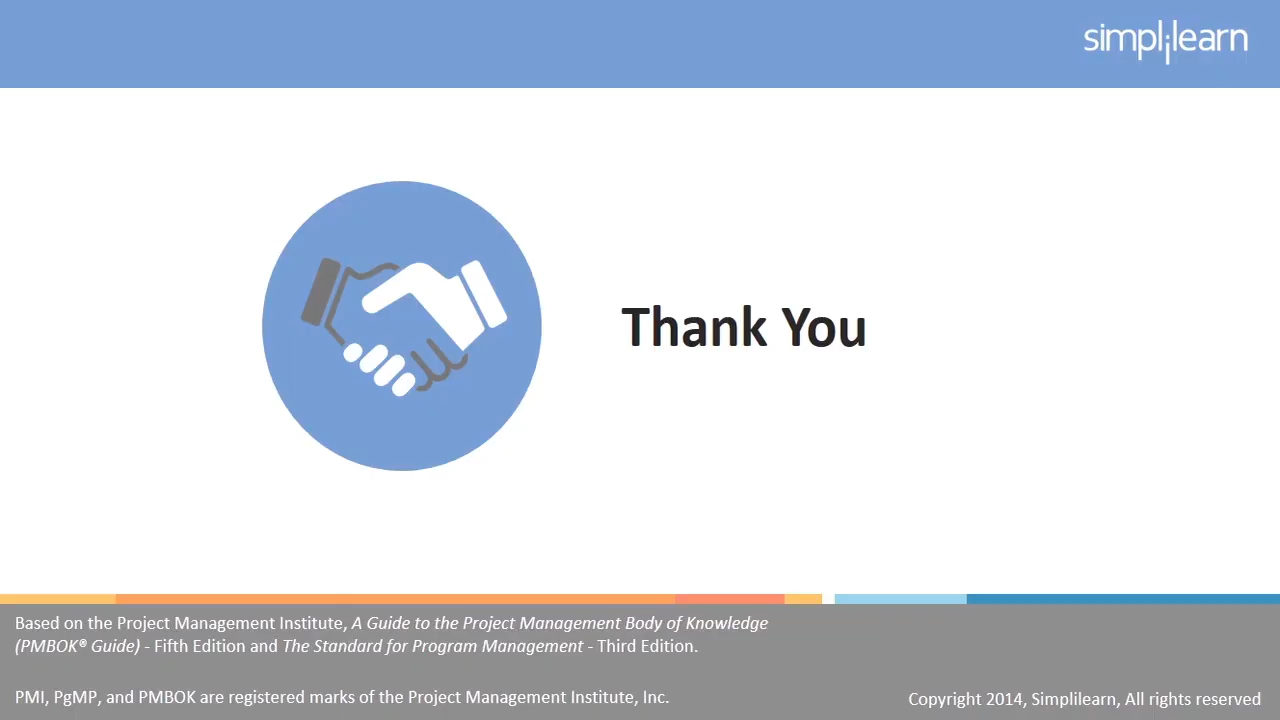 simplilearn
Thank You
Based on the Project Management Institute, A Guide to the Project Management Body of Knowledge
(PMBOK® Guide) - Fifth Edition and The Standard for Program Management - Third Edition.
PMI, PgMP, and PMBOK are registered marks of the Project Management Institute, Inc.
Copyright 2014, Simplilearn, All rights reserved